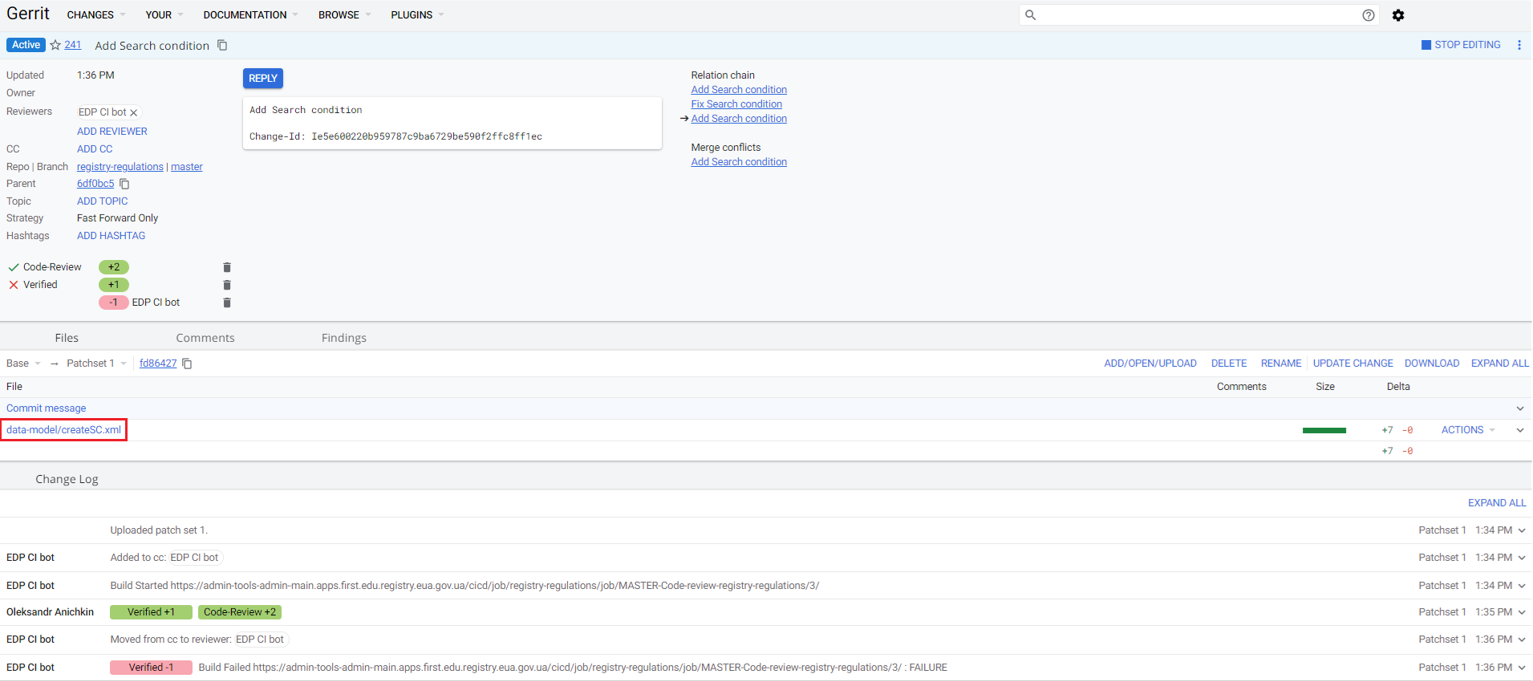 Gerrit CHANGES YOUR DOCUMENTATION BROWSE PLUGINS
Active 241 Add Search condition STOP EDITING
Updated 1:36 PM
Owner
Reviewers EDP CI bot
ADD REVIEWER
CC ADD CC
Repo | Branch registry-regulations | master
Parent 6df0bc5
Topic ADD TOPIC
Strategy Fast Forward Only
Hashtags ADD HASHTAG
Code-Review +2
Verified +1
-1 EDP CI bot
REPLY
Add Search condition
Change-Id: Ie5e600220b959787c9ba6729be590f2ffc8ff1ec
Relation chain
Add Search condition
Fix Search condition
→ Add Search condition
Merge conflicts
Add Search condition
Files Comments Findings
Base → Patchset 1 fd86427 ADD/OPEN/UPLOAD DELETE RENAME UPDATE CHANGE DOWNLOAD EXPAND ALL
File Comments Size Delta
Commit message
data-model/createSC.xml +7 -0 ACTIONS
+7 -0
Change Log
EXPAND ALL
Uploaded patch set 1. Patchset 1 1:34 PM
EDP CI bot Added to cc: EDP CI bot Patchset 1 1:34 PM
EDP CI bot Build Started https://admin-tools-admin-main.apps.first.edu.registry.eua.gov.ua/cicd/job/registry-regulations/job/MASTER-Code-review-registry-regulations/3/ Patchset 1 1:34 PM
Oleksandr Anichkin Verified +1 Code-Review +2 Patchset 1 1:35 PM
EDP CI bot Moved from cc to reviewer: EDP CI bot Patchset 1 1:36 PM
EDP CI bot Verified -1 Build Failed https://admin-tools-admin-main.apps.first.edu.registry.eua.gov.ua/cicd/job/registry-regulations/job/MASTER-Code-review-registry-regulations/3/ : FAILURE Patchset 1 1:36 PM